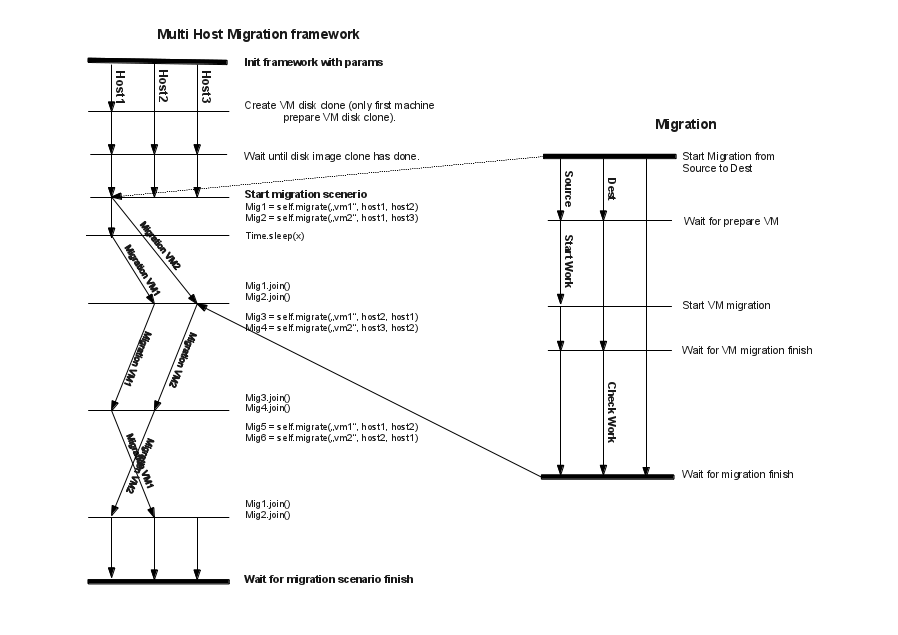 Multi Host Migration framework
Init framework with params
Host1
Host2
Host3
Create VM disk clone (only first machine
prepare VM disk clone).
Wait until disk image clone has done.
Start migration scenerio
Mig1 = self.migrate(„vm1", host1, host2)
Mig2 = self.migrate(„vm2", host1, host3)
Time.sleep(x)
Migration VM2
Migration VM1
Mig1.join()
Mig2.join()
Mig3 = self.migrate(„vm1", host2, host1)
Mig4 = self.migrate(„vm2", host3, host2)
Migration VM1
Migration VM2
Mig3.join()
Mig4.join()
Mig5 = self.migrate(„vm1", host1, host2)
Mig6 = self.migrate(„vm2", host2, host1)
Migration VM1
Migration VM2
Mig1.join()
Mig2.join()
Wait for migration scenario finish
Migration
Start Migration from
Source to Dest
Source
Dest
Wait for prepare VM
Start Work
Start VM migration
Wait for VM migration finish
Check Work
Wait for migration finish